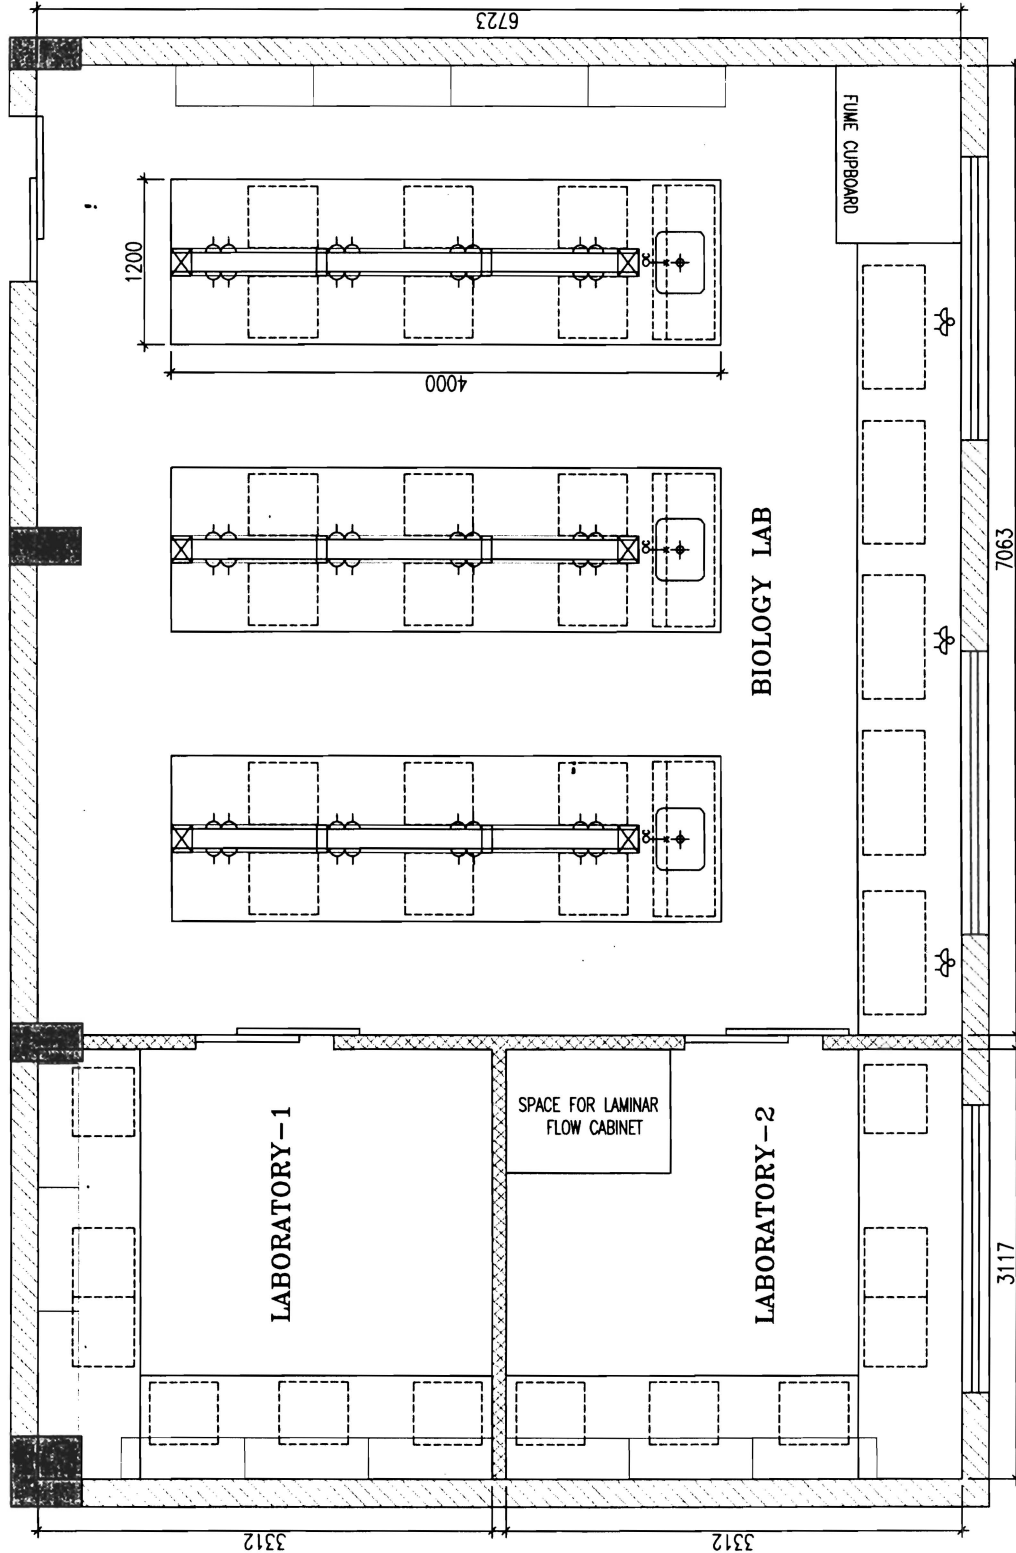 6723
FUME CUPBOARD
1200
4000
BIOLOGY LAB
7063
SPACE FOR LAMINAR
FLOW CABINET
LABORATORY-1
LABORATORY-2
3117
3312
3312